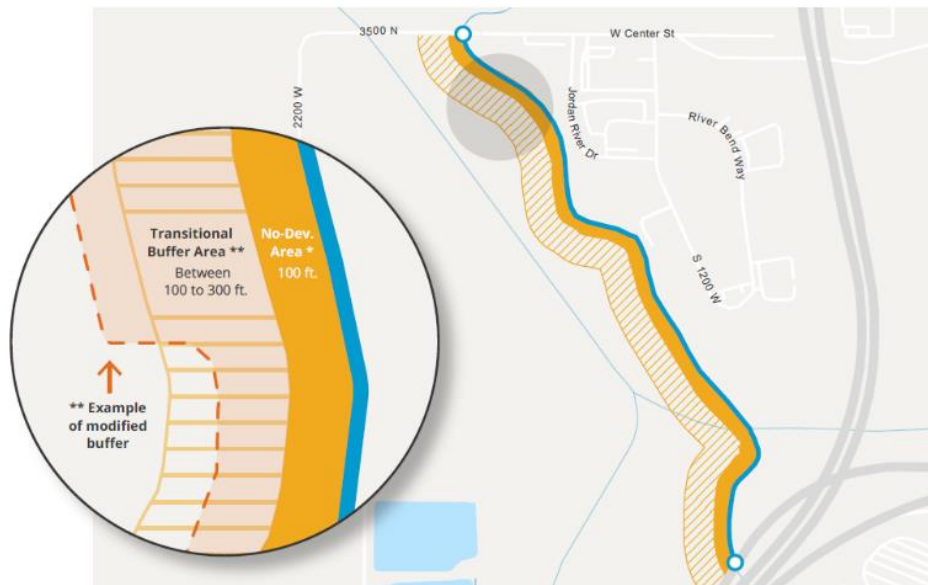 3500 N
W Center St
2200 W
Jordan River Dr
River Bend Way
S 1200 W
Transitional
Buffer Area **
Between
100 to 300 ft.
No-Dev.
Area *
100 ft.
** Example
of modified
buffer